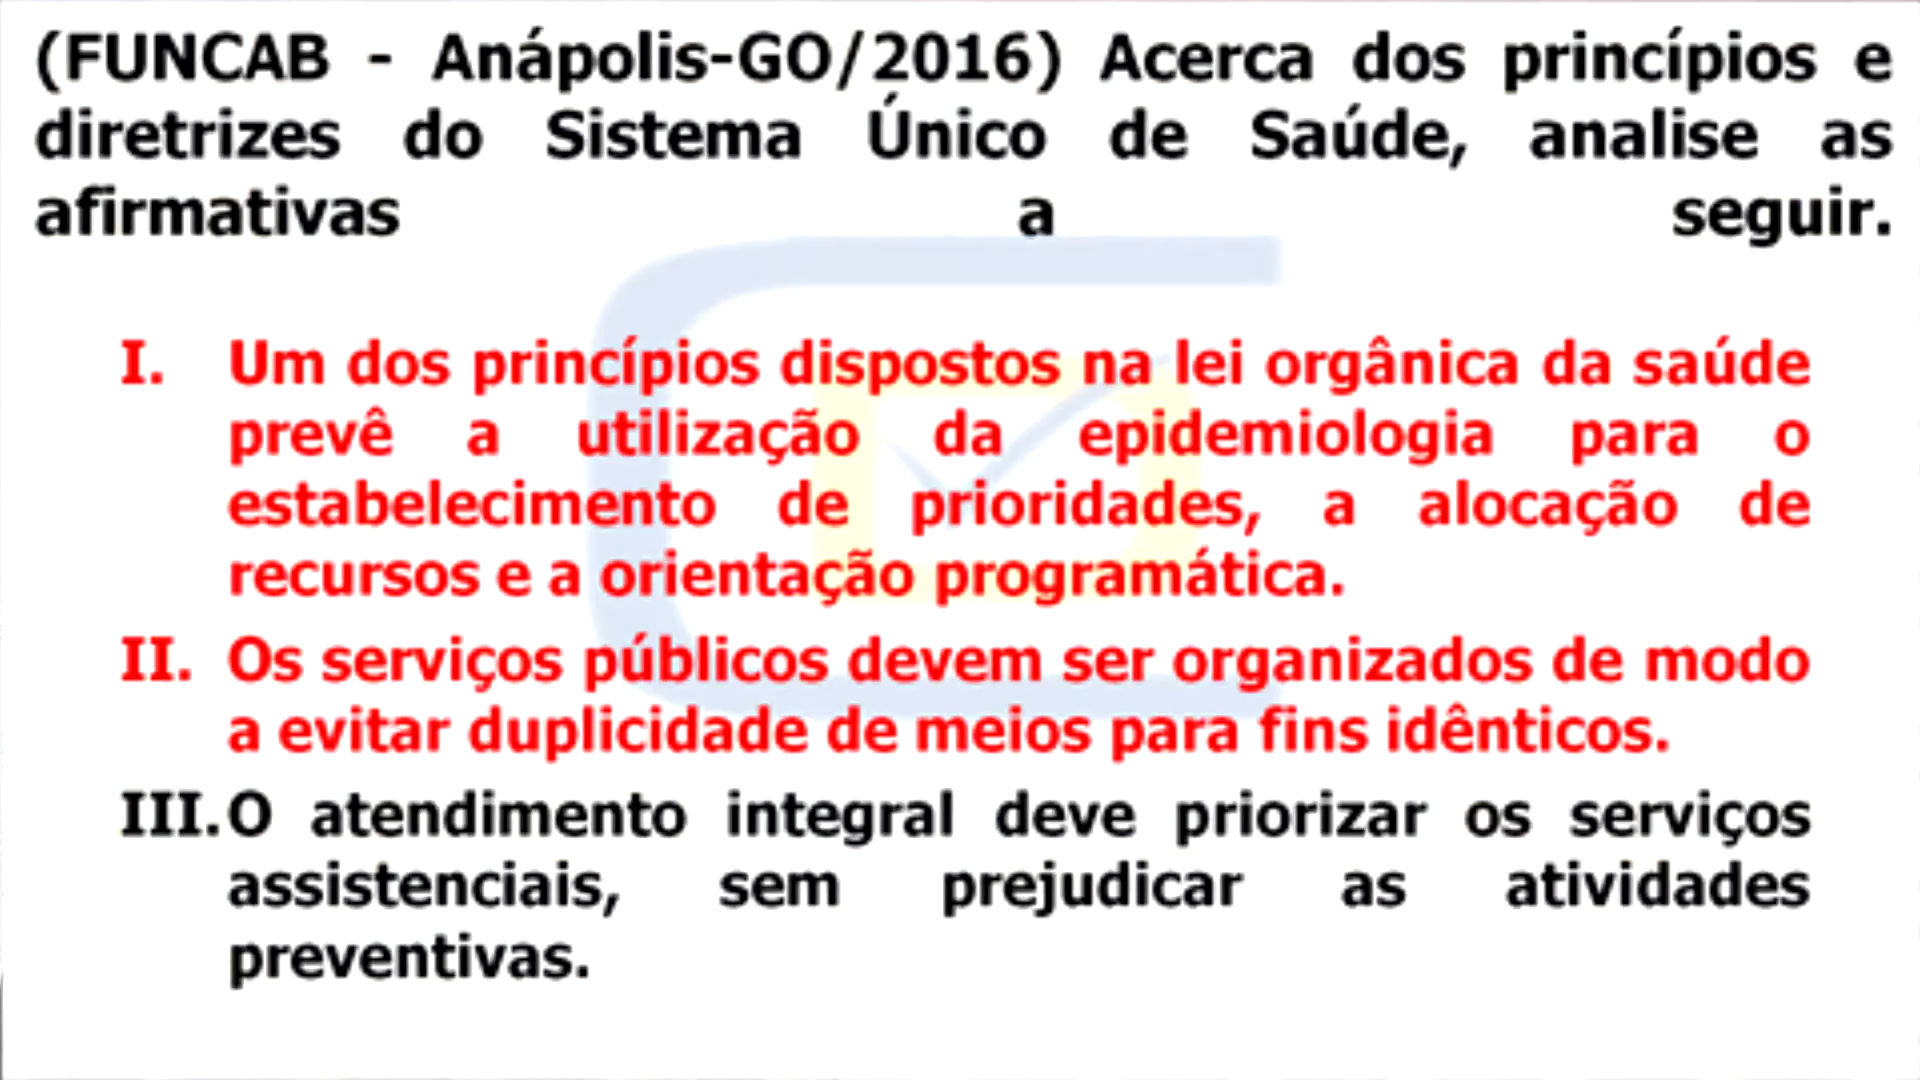 (FUNCAB - Anápolis-GO/2016) Acerca dos princípios e
diretrizes do Sistema Único de Saúde, analise as
afirmativas a seguir.
I. Um dos princípios dispostos na lei orgânica da saúde
prevê a utilização da epidemiologia para o
estabelecimento de prioridades, a alocação de
recursos e a orientação programática.
II. Os serviços públicos devem ser organizados de modo
a evitar duplicidade de meios para fins idênticos.
III. O atendimento integral deve priorizar os serviços
assistenciais, sem prejudicar as atividades
preventivas.